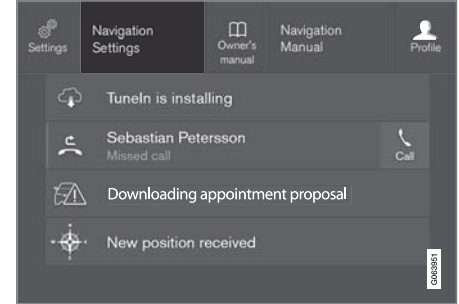 Settings
Navigation
Settings
Owner's
manual
Navigation
Manual
Profile
TuneIn is installing
Sebastian Petersson
Missed call
Call
Downloading appointment proposal
New position received
G063951